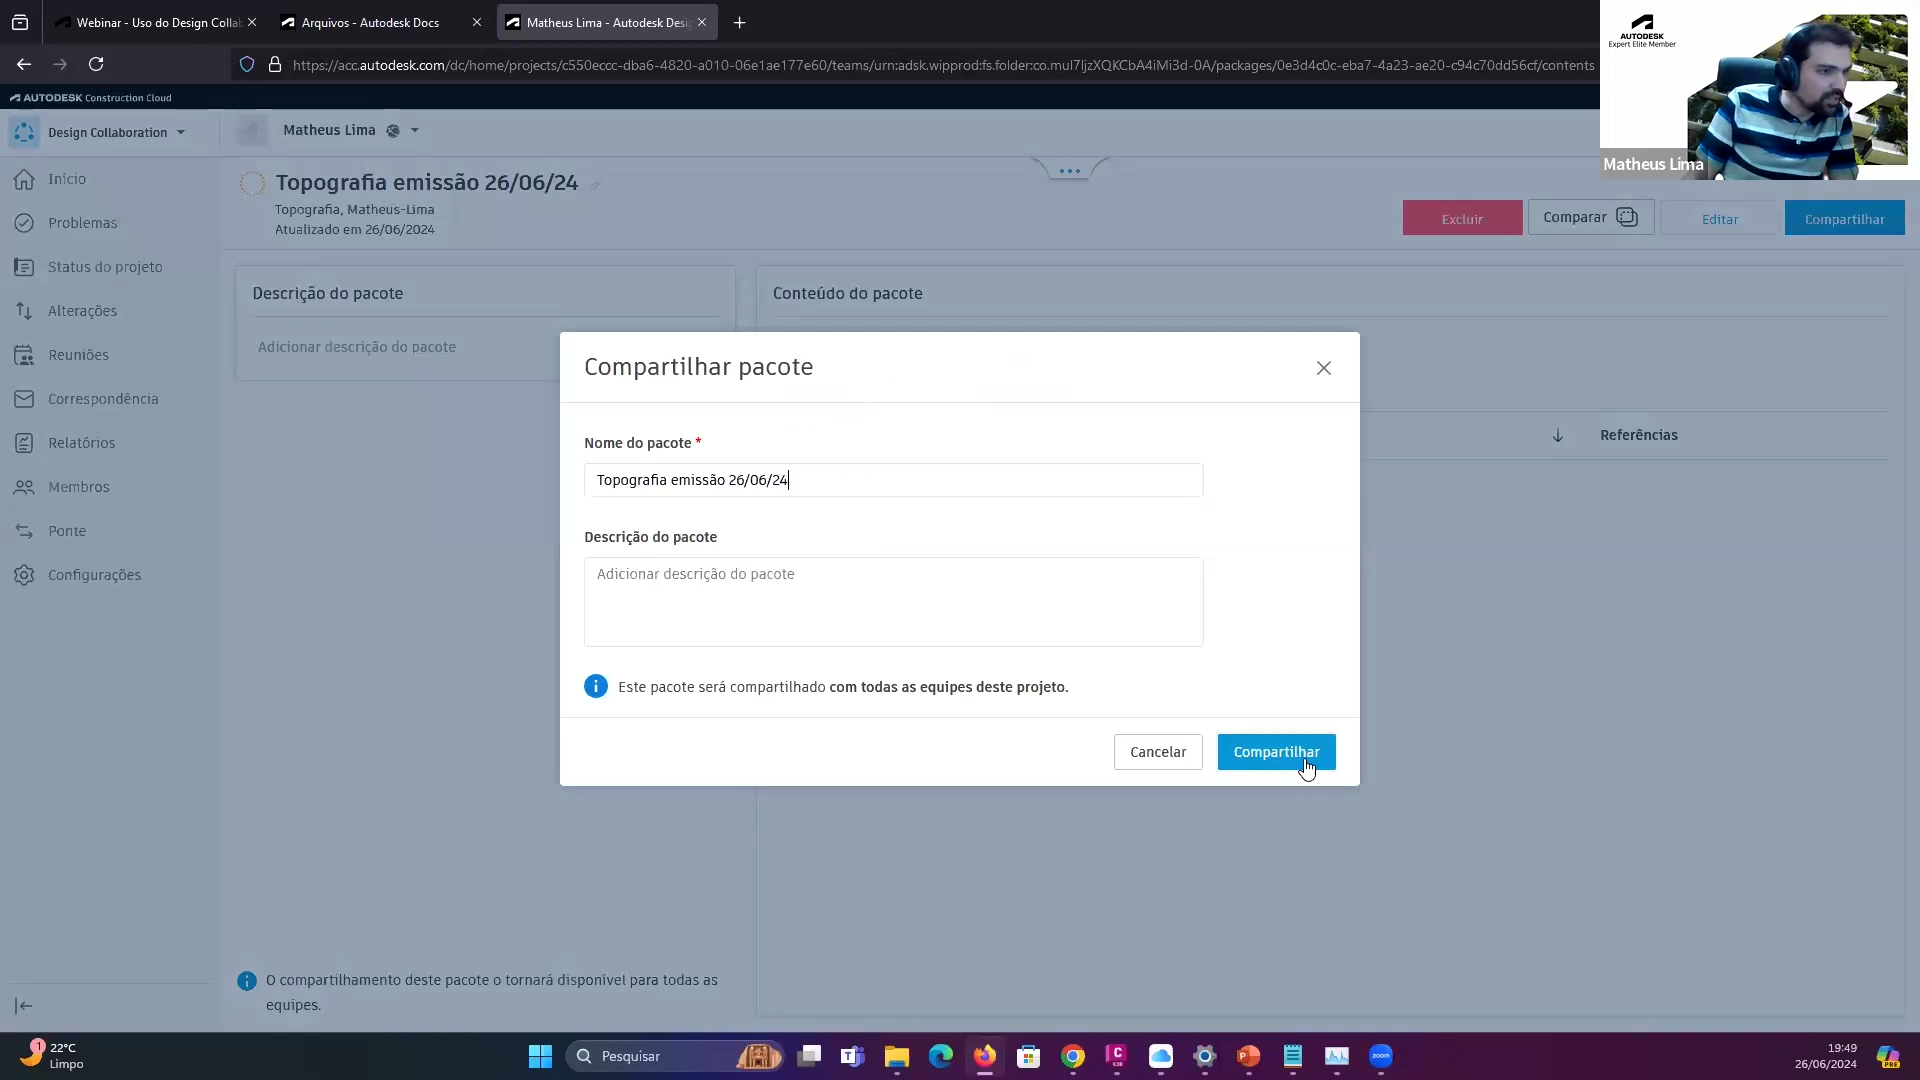 Webinar - Uso do Design Collab
Arquivos - Autodesk Docs
Matheus Lima - Autodesk Desig
https://acc.autodesk.com/dc/home/projects/c550eccc-dba6-4820-a010-06e1ae177e60/teams/urn:adsk.wipprod:fs.folder:co.mul7ljzXQKCbA4iMi3d-0A/packages/0e3d4c0c-eba7-4a23-ae20-c94c70dd56cf/contents
AUTODESK
Expert Elite Member
Matheus Lima
AUTODESK Construction Cloud
Design Collaboration
Matheus Lima
Início
Problemas
Status do projeto
Alterações
Reuniões
Correspondência
Relatórios
Membros
Ponte
Configurações
Topografia emissão 26/06/24
Topografia, Matheus-Lima
Atualizado em 26/06/2024
Excluir
Comparar
Editar
Compartilhar
Descrição do pacote
Adicionar descrição do pacote
Conteúdo do pacote
Referências
Compartilhar pacote
Nome do pacote *
Topografia emissão 26/06/24
Descrição do pacote
Adicionar descrição do pacote
Este pacote será compartilhado com todas as equipes deste projeto.
Cancelar
Compartilhar
O compartilhamento deste pacote o tornará disponível para todas as
equipes.
1
22°C
Limpo
Pesquisar
zoom
19:49
26/06/2024
PRE